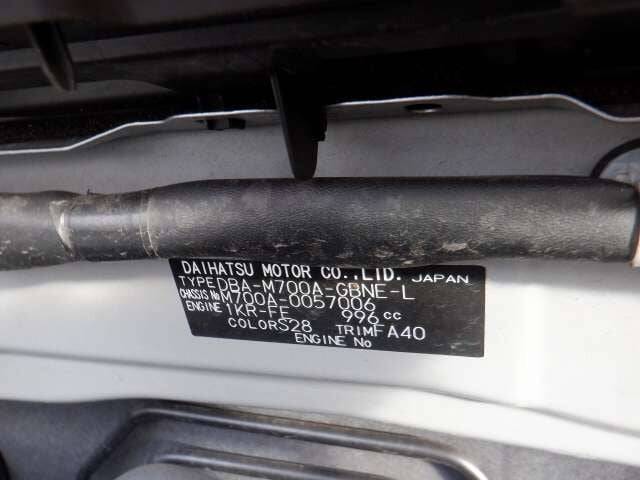 DAIHATSU MOTOR CO.,LTD. JAPAN
TYPE DBA-M700A-GBNE-L
CHASSIS No M700A-0057006
ENGINE 1KR-FE 996cc
COLOR S28 TRIM FA40
ENGINE No